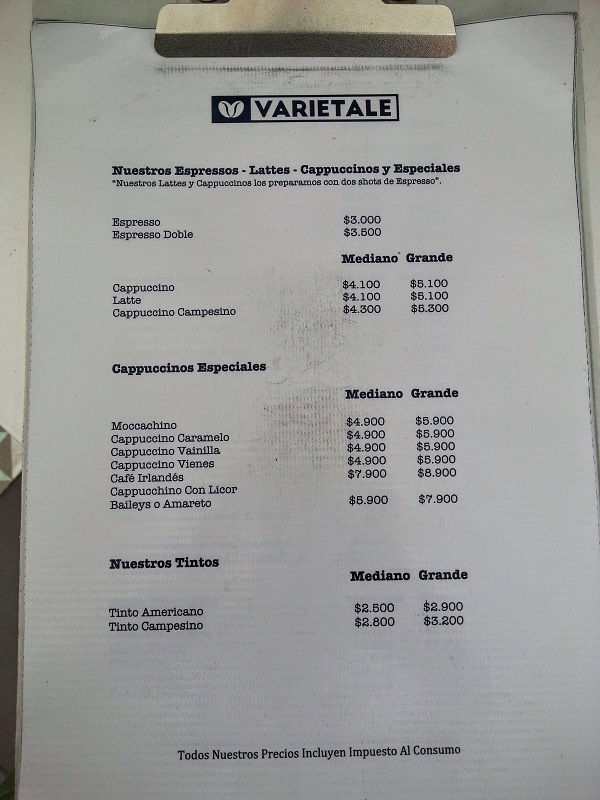 VARIETALE
Nuestros Espressos - Lattes - Cappuccinos y Especiales
"Nuestros Lattes y Cappuccinos los preparamos con dos shots de Espresso".
Espresso $3.000
Espresso Doble $3.500
Mediano Grande
Cappuccino $4.100 $5.100
Latte $4.100 $5.100
Cappuccino Campesino $4.300 $5.300
Cappuccinos Especiales
Mediano Grande
Moccachino $4.900 $5.900
Cappuccino Caramelo $4.900 $5.900
Cappuccino Vainilla $4.900 $5.900
Cappuccino Vienes $4.900 $5.900
Café Irlandés $7.900 $8.900
Cappucchino Con Licor
Baileys o Amareto $5.900 $7.900
Nuestros Tintos
Mediano Grande
Tinto Americano $2.500 $2.900
Tinto Campesino $2.800 $3.200
Todos Nuestros Precios Incluyen Impuesto Al Consumo